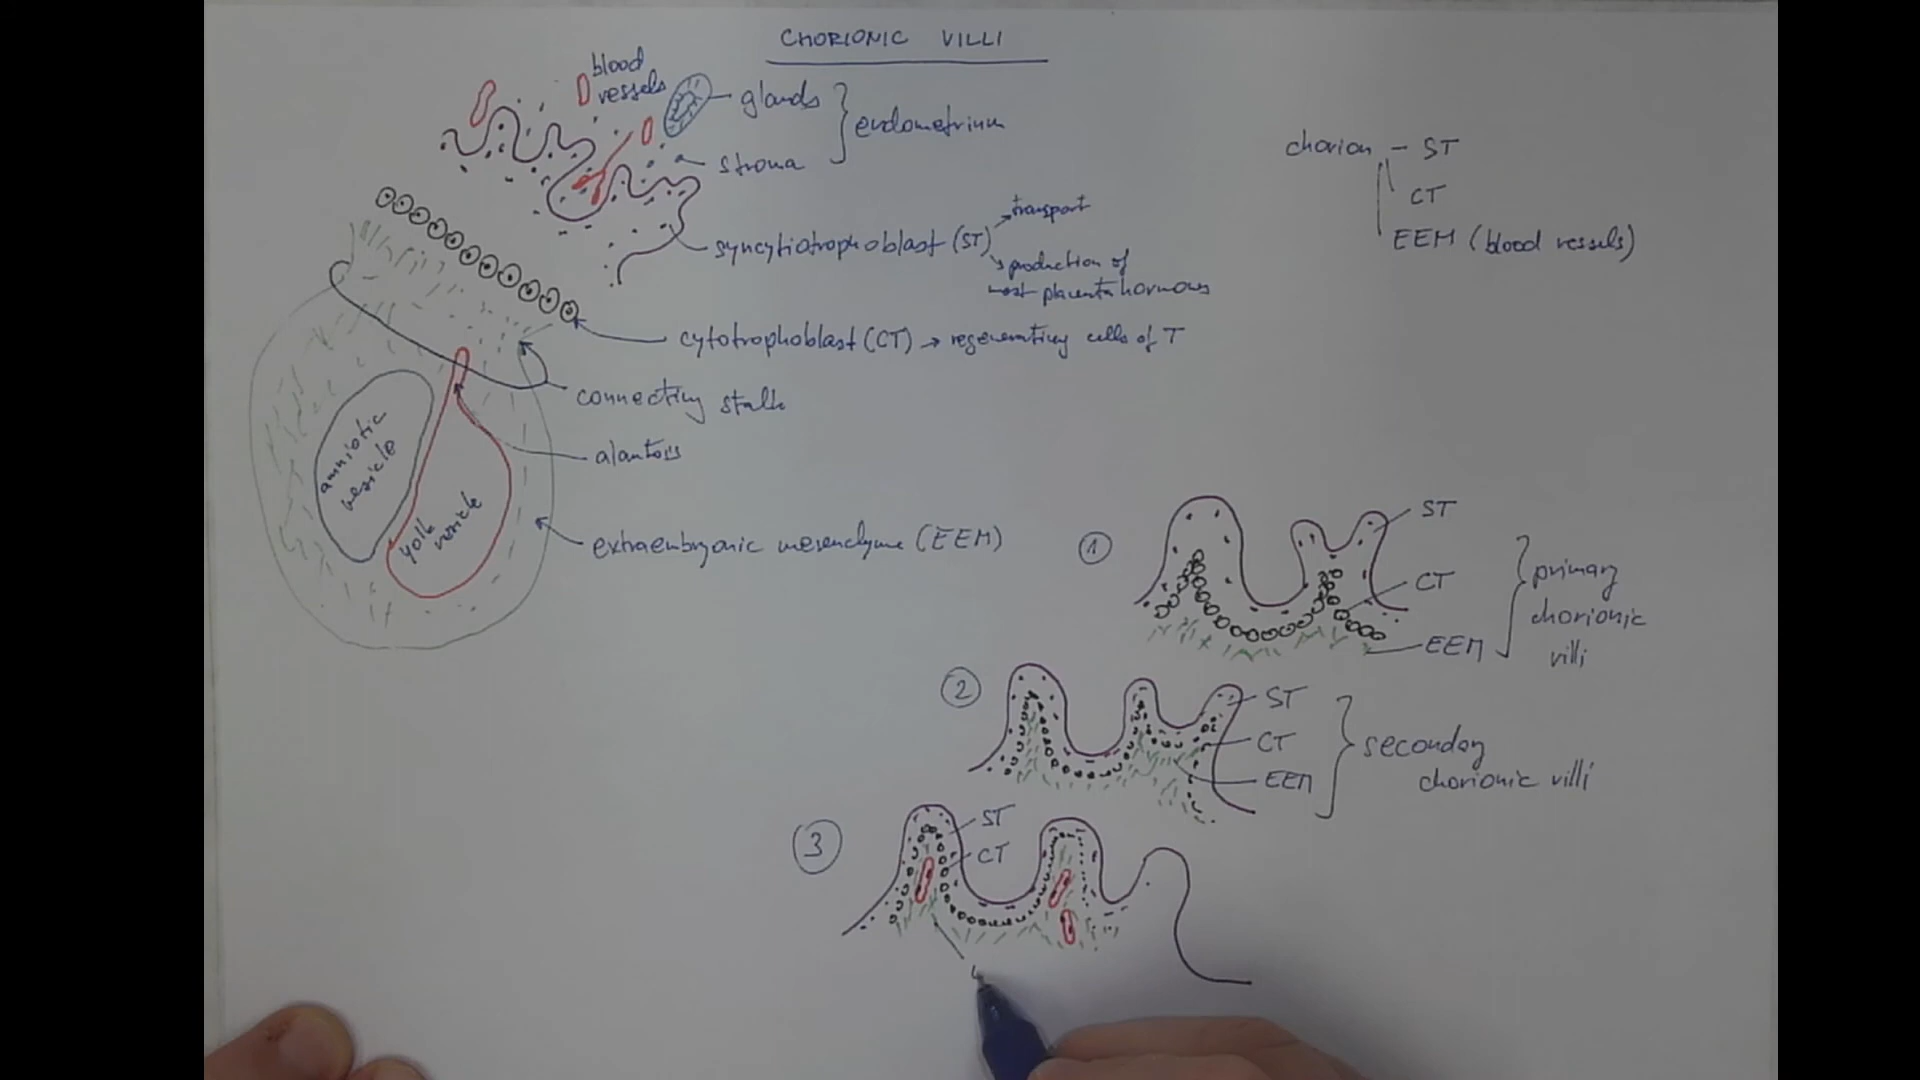 CHORIONIC VILLI
blood
vessels
glands
endometrium
stroma
syncytiotrophoblast (ST)
transport
production of
most placenta hormones
cytotrophoblast (CT) → regenerating cells of T
connecting stalk
alantois
amniotic
vesicle
yolk
vesicle
extraembryonic mesenchyme (EEM)
chorion - ST
CT
EEM (blood vessels)
1
ST
CT
EEM
primary
chorionic
villi
2
ST
CT
EEM
seconday
chorionic villi
3
ST
CT